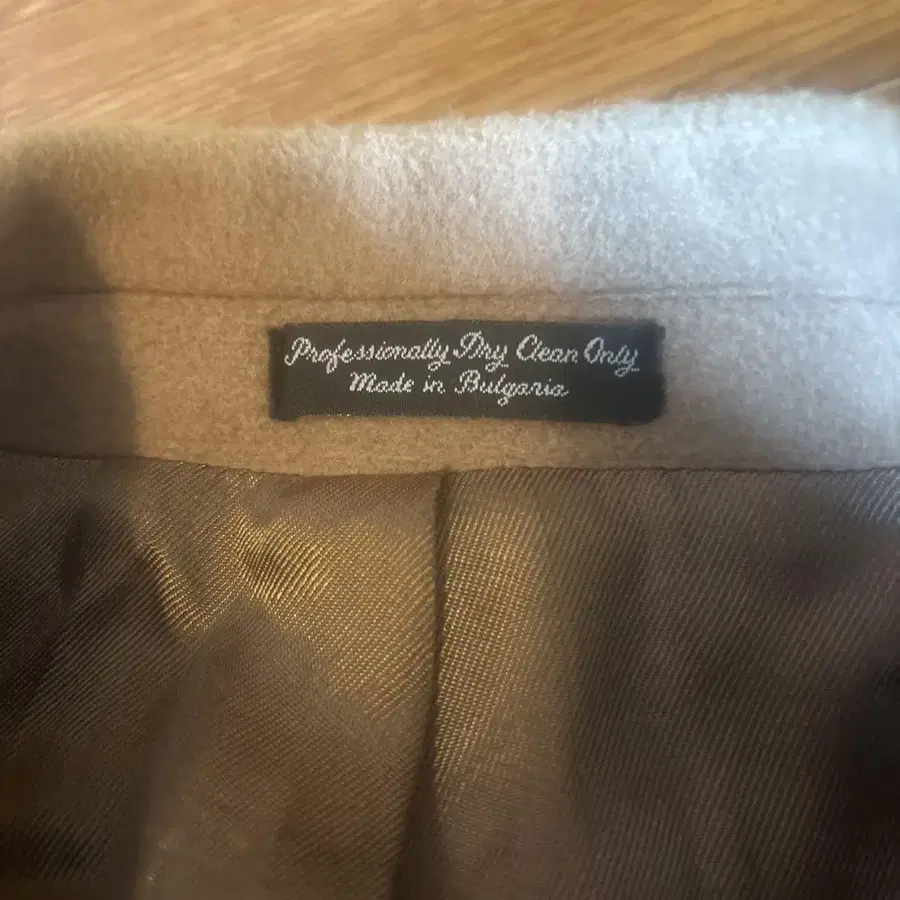 Professionally Dry Clean Only
Made in Bulgaria